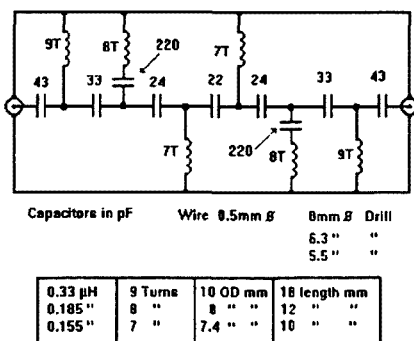 9T 8T 220 7T
43 33 24 22 24 33 43
7T 220 8T 9T
Capacitors in pF Wire 0.5mm Ø 8mm Ø Drill
6.3 " "
5.5 " "
0.33 µH 9 Turns 10 OD mm 16 length mm
0.185 " 8 " 8 " " 12 " "
0.155 " 7 " 7.4 " " 10 " "